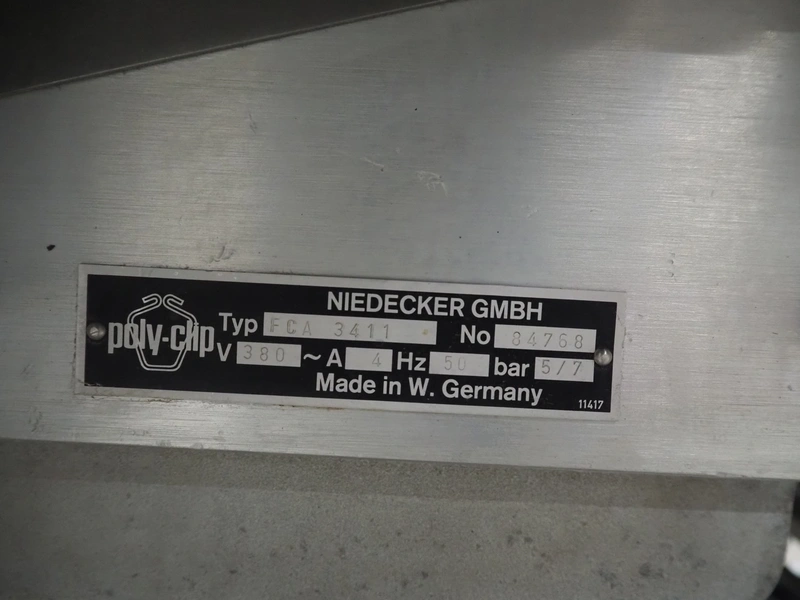 NIEDECKER GMBH
poly-clip
Typ FCA 3411 No 84768
V 380 ~ A 4 Hz 50 bar 5/7
Made in W. Germany
11417